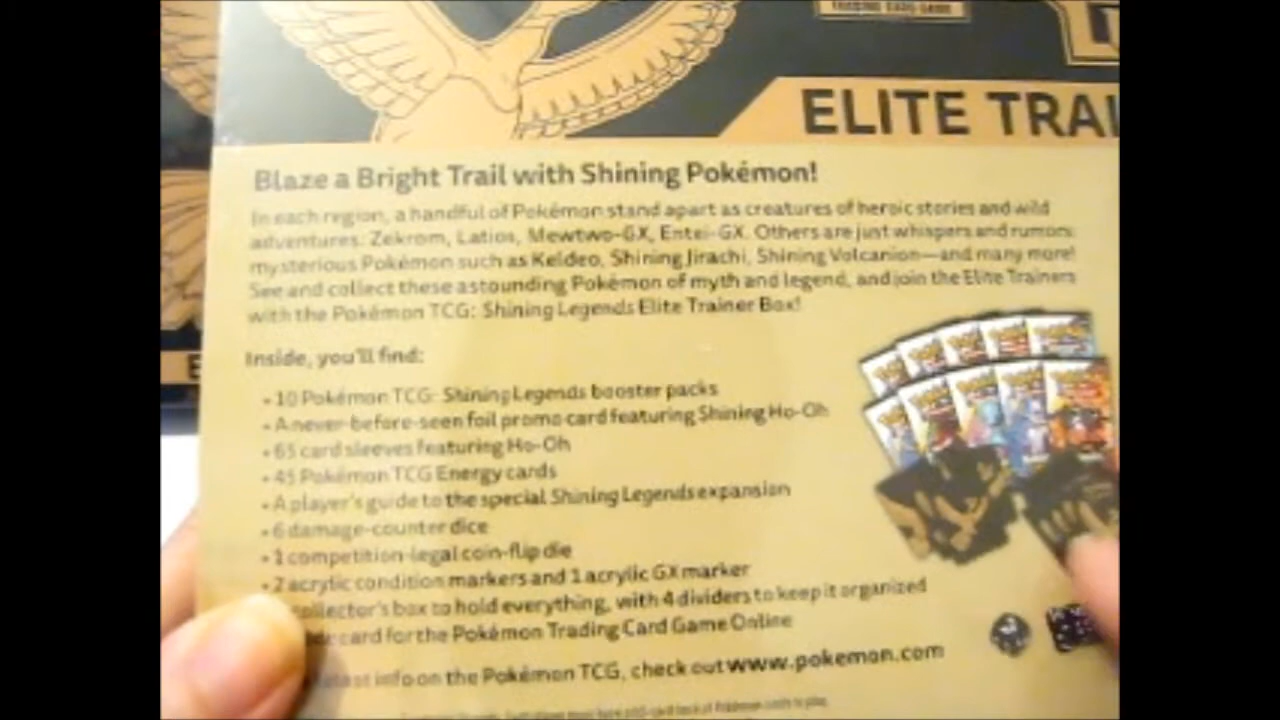 TRADING CARD GAME
ELITE TRAI
Blaze a Bright Trail with Shining Pokémon!
In each region, a handful of Pokémon stand apart as creatures of heroic stories and wild
adventures: Zekrom, Latios, Mewtwo-GX, Entei-GX. Others are just whispers and rumors:
mysterious Pokémon such as Keldeo, Shining Jirachi, Shining Volcanion—and many more!
See and collect these astounding Pokémon of myth and legend, and join the Elite Trainers
with the Pokémon TCG: Shining Legends Elite Trainer Box!
Inside, you'll find:
• 10 Pokémon TCG: Shining Legends booster packs
• A never-before-seen foil promo card featuring Shining Ho-Oh
• 65 card sleeves featuring Ho-Oh
• 45 Pokémon TCG Energy cards
• A player's guide to the special Shining Legends expansion
• 6 damage-counter dice
• 1 competition-legal coin-flip die
• 2 acrylic condition markers and 1 acrylic GX marker
collector's box to hold everything, with 4 dividers to keep it organized
card for the Pokémon Trading Card Game Online
info on the Pokémon TCG, check out www.pokemon.com